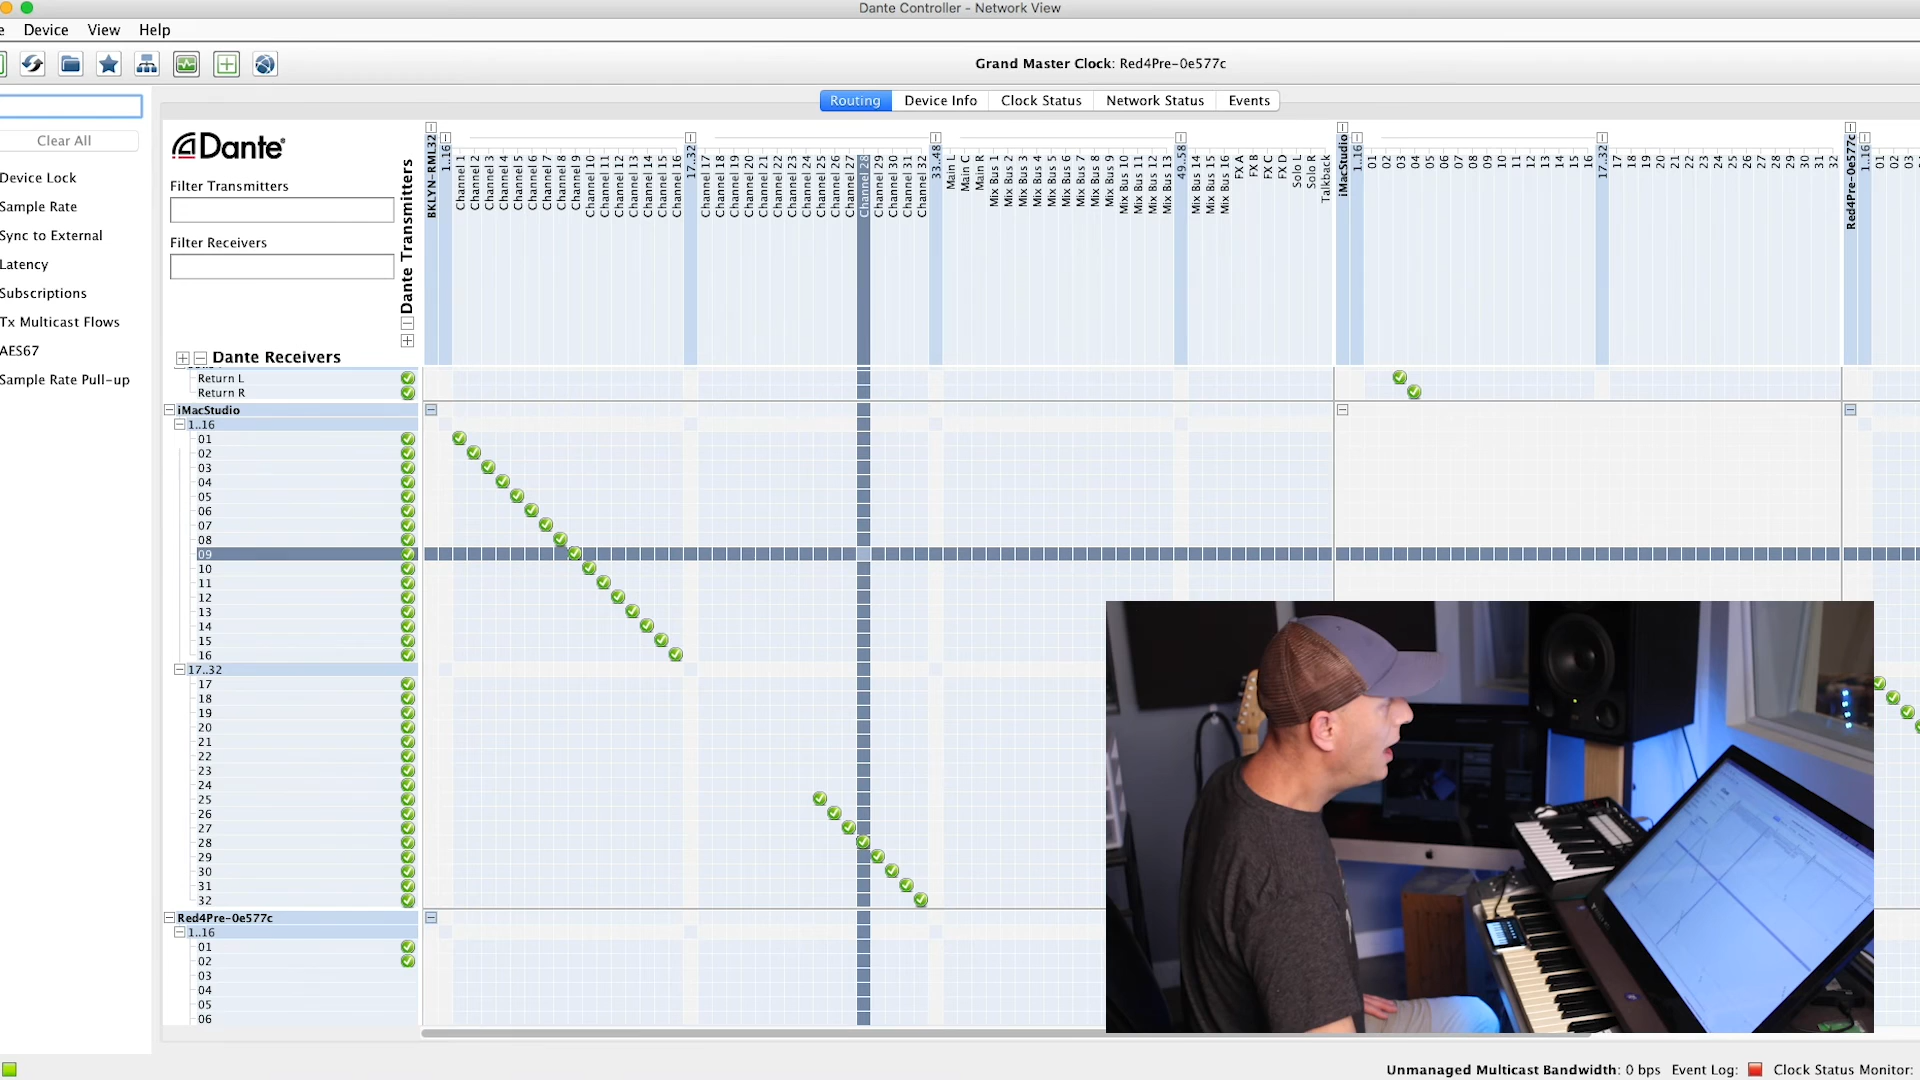 Dante Controller - Network View
e Device View Help
Grand Master Clock: Red4Pre-0e577c
Routing Device Info Clock Status Network Status Events
Clear All
Device Lock
Sample Rate
Sync to External
Latency
Subscriptions
Tx Multicast Flows
AES67
Sample Rate Pull-up
Dante
Filter Transmitters
Filter Receivers
Dante Transmitters
Dante Receivers
BKLYN-RML32
1..16
Channel 1
Channel 2
Channel 3
Channel 4
Channel 5
Channel 6
Channel 7
Channel 8
Channel 9
Channel 10
Channel 11
Channel 12
Channel 13
Channel 14
Channel 15
Channel 16
17..32
Channel 17
Channel 18
Channel 19
Channel 20
Channel 21
Channel 22
Channel 23
Channel 24
Channel 25
Channel 26
Channel 27
Channel 28
Channel 29
Channel 30
Channel 31
Channel 32
33..48
Main L
Main C
Main R
Mix Bus 1
Mix Bus 2
Mix Bus 3
Mix Bus 4
Mix Bus 5
Mix Bus 6
Mix Bus 7
Mix Bus 8
Mix Bus 9
Mix Bus 10
Mix Bus 11
Mix Bus 12
Mix Bus 13
49..58
Mix Bus 14
Mix Bus 15
Mix Bus 16
FX A
FX B
FX C
FX D
Solo L
Solo R
Talkback
iMacStudio
1..16
01
02
03
04
05
06
07
08
09
10
11
12
13
14
15
16
17..32
17
18
19
20
21
22
23
24
25
26
27
28
29
30
31
32
Red4Pre-0e577c
1..16
01
02
03
Return L
Return R
iMacStudio
1..16
01
02
03
04
05
06
07
08
09
10
11
12
13
14
15
16
17..32
17
18
19
20
21
22
23
24
25
26
27
28
29
30
31
32
Red4Pre-0e577c
1..16
01
02
03
04
05
06
Unmanaged Multicast Bandwidth: 0 bps Event Log: Clock Status Monitor: